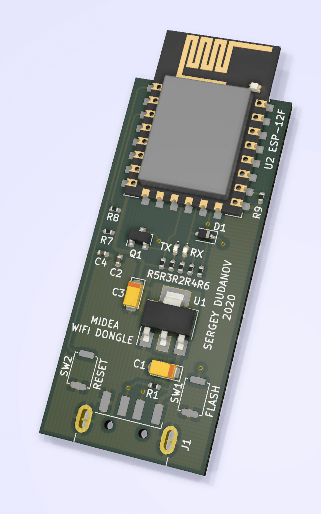 U2 ESP-12F
R9
R8
D1
R7
Q1
TX
RX
C4
C2
R5R3R2R4R6
C3
U1
MIDEA
WIFI DONGLE
SERGEY DUDANOV
2020
C1
SW2
RESET
R1
SW1
FLASH
J1